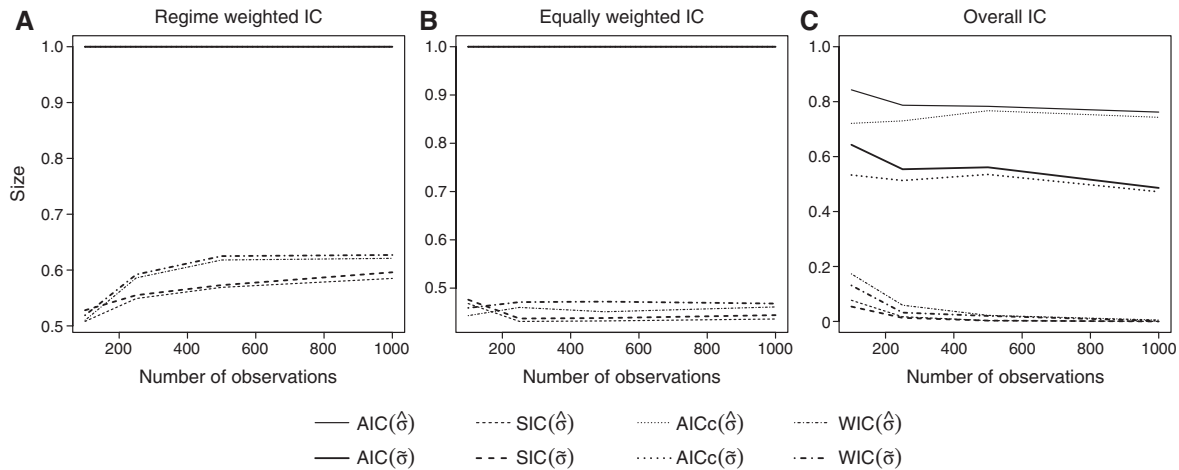 A Regime weighted IC
B Equally weighted IC
C Overall IC
Size
1.0
0.9
0.8
0.7
0.6
0.5
200 400 600 800 1000
Number of observations
1.0
0.9
0.8
0.7
0.6
0.5
200 400 600 800 1000
Number of observations
1.0
0.8
0.6
0.4
0.2
0
200 400 600 800 1000
Number of observations
AIC(σ̂) SIC(σ̂) AICc(σ̂) WIC(σ̂)
AIC(σ̃) SIC(σ̃) AICc(σ̃) WIC(σ̃)